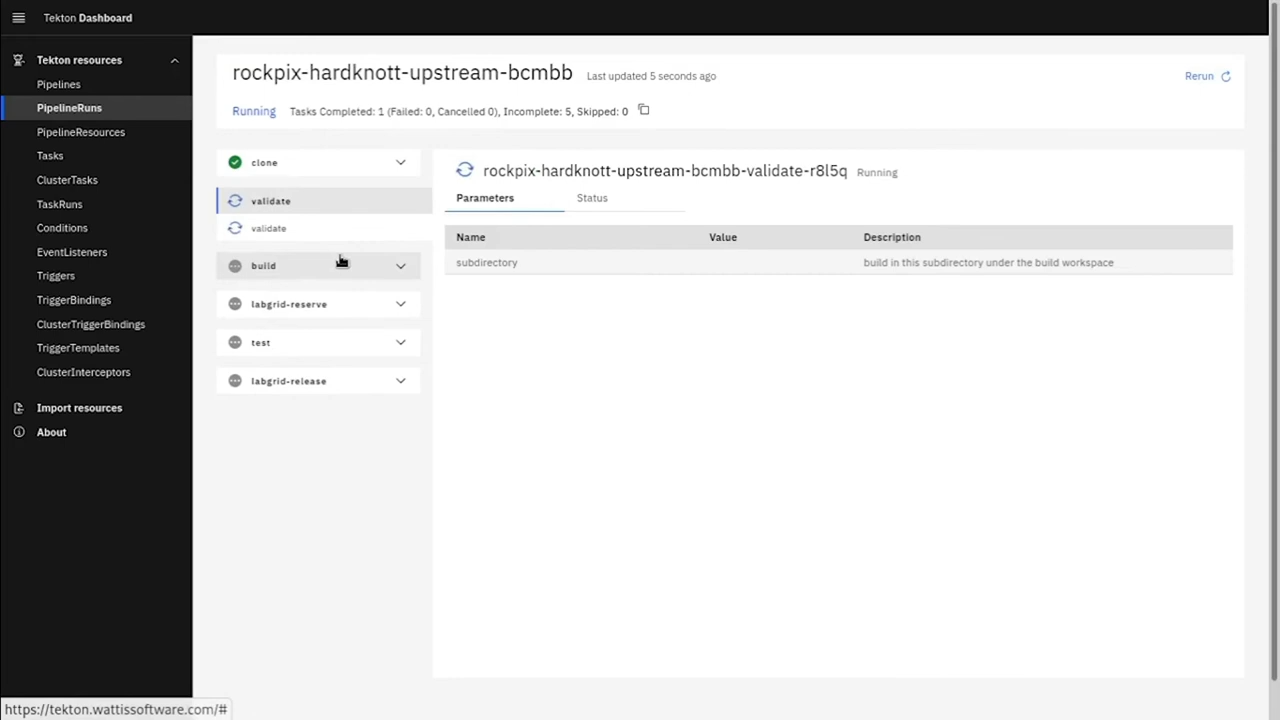 Tekton Dashboard
Tekton resources
Pipelines
PipelineRuns
PipelineResources
Tasks
ClusterTasks
TaskRuns
Conditions
EventListeners
Triggers
TriggerBindings
ClusterTriggerBindings
TriggerTemplates
ClusterInterceptors
Import resources
About
rockpix-hardknott-upstream-bcmbb Last updated 5 seconds ago
Rerun
Running Tasks Completed: 1 (Failed: 0, Cancelled 0), Incomplete: 5, Skipped: 0
clone
validate
validate
build
labgrid-reserve
test
labgrid-release
rockpix-hardknott-upstream-bcmbb-validate-r8l5q Running
Parameters Status
Name Value Description
subdirectory build in this subdirectory under the build workspace
https://tekton.wattissoftware.com/#